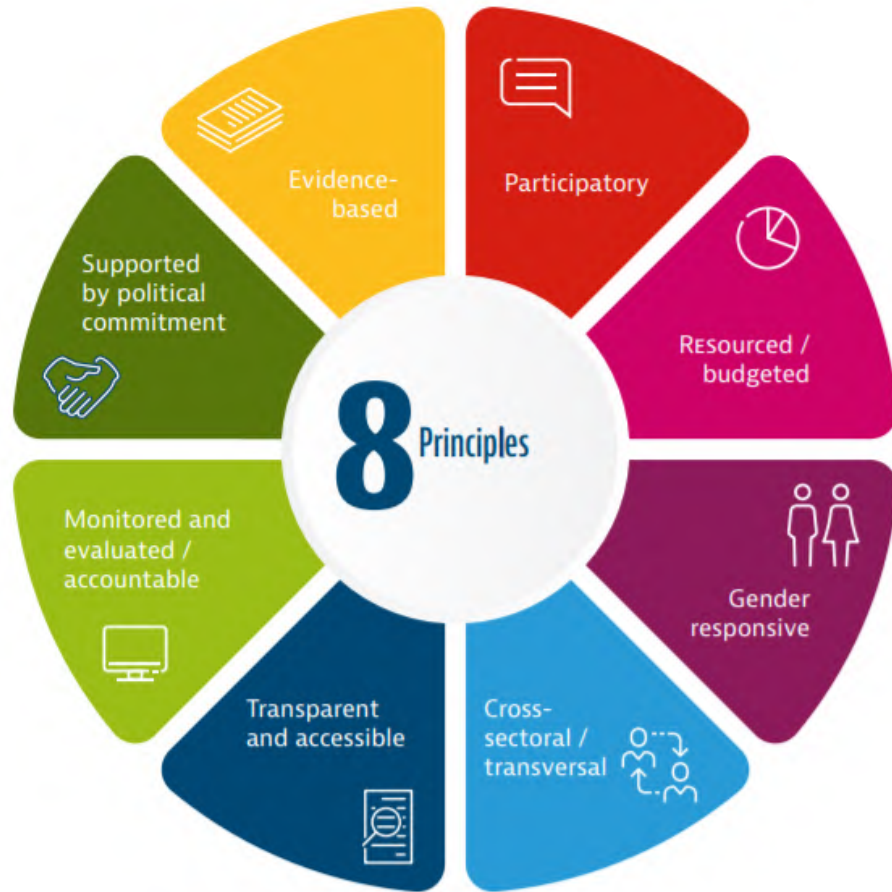 8 Principles
Participatory
RESourced /
budgeted
Gender
responsive
Cross-
sectoral /
transversal
Transparent
and accessible
Monitored and
evaluated /
accountable
Supported
by political
commitment
Evidence-
based